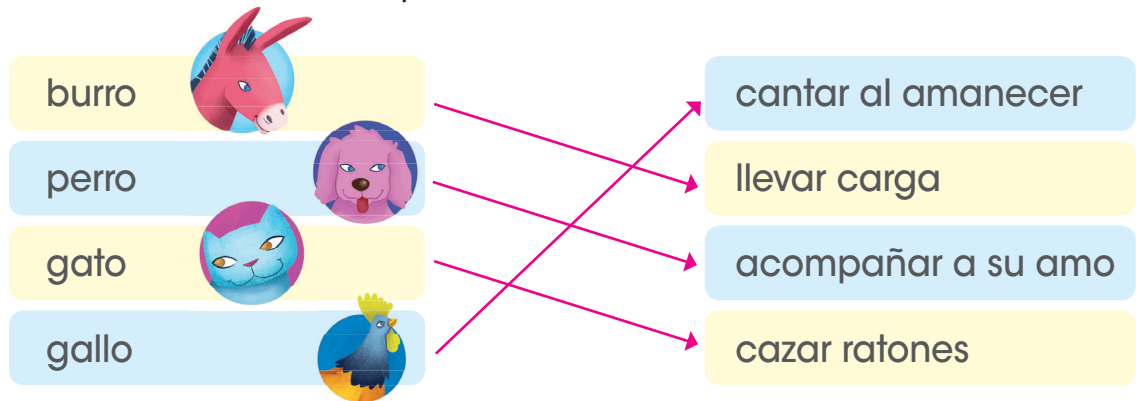 burro
perro
gato
gallo
cantar al amanecer
llevar carga
acompañar a su amo
cazar ratones